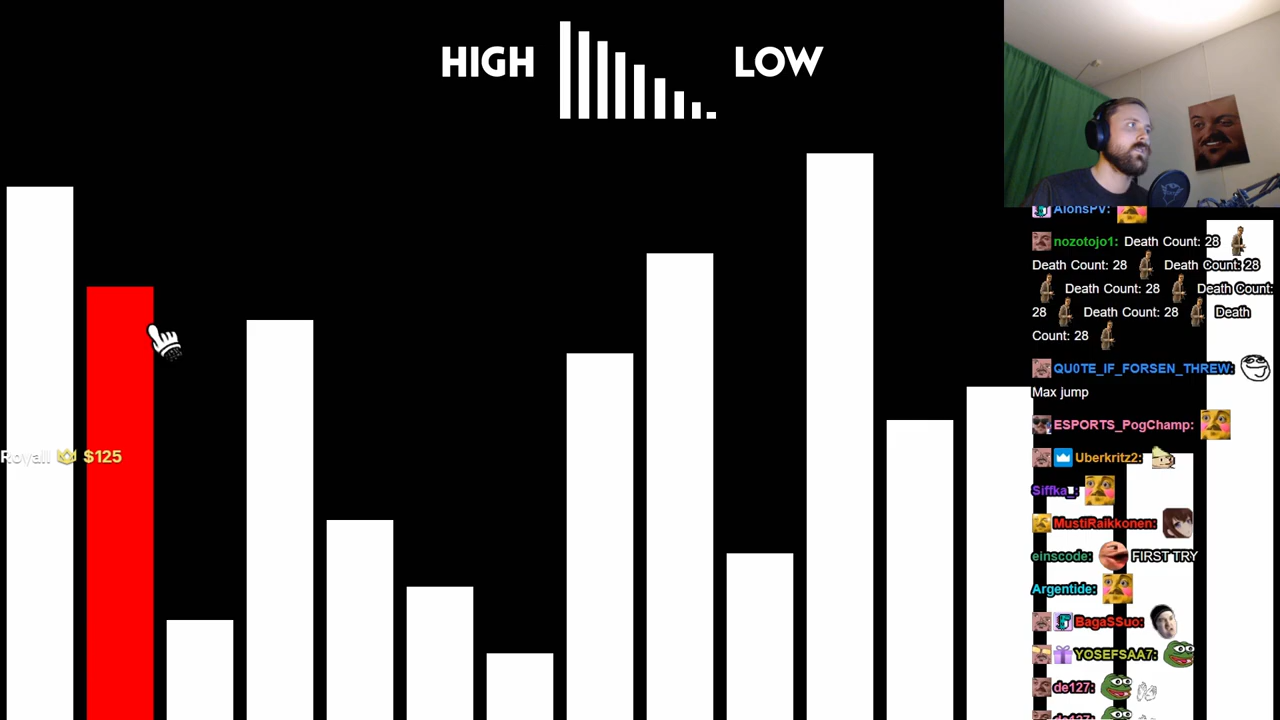 HIGH LOW
AlonsPV:
nozotojo1: Death Count: 28
Death Count: 28 Death Count: 28
Death Count: 28 Death Count:
28 Death Count: 28 Death
Count: 28
QU0TE_IF_FORSEN_THREW:
Max jump
ESPORTS_PogChamp:
Uberkritz2:
Royall $125
Siffka_:
MustiRaikkonen:
einscode: FIRST TRY
Argentide:
BagaSSuo:
YOSEFSAA7:
de127:
de127: